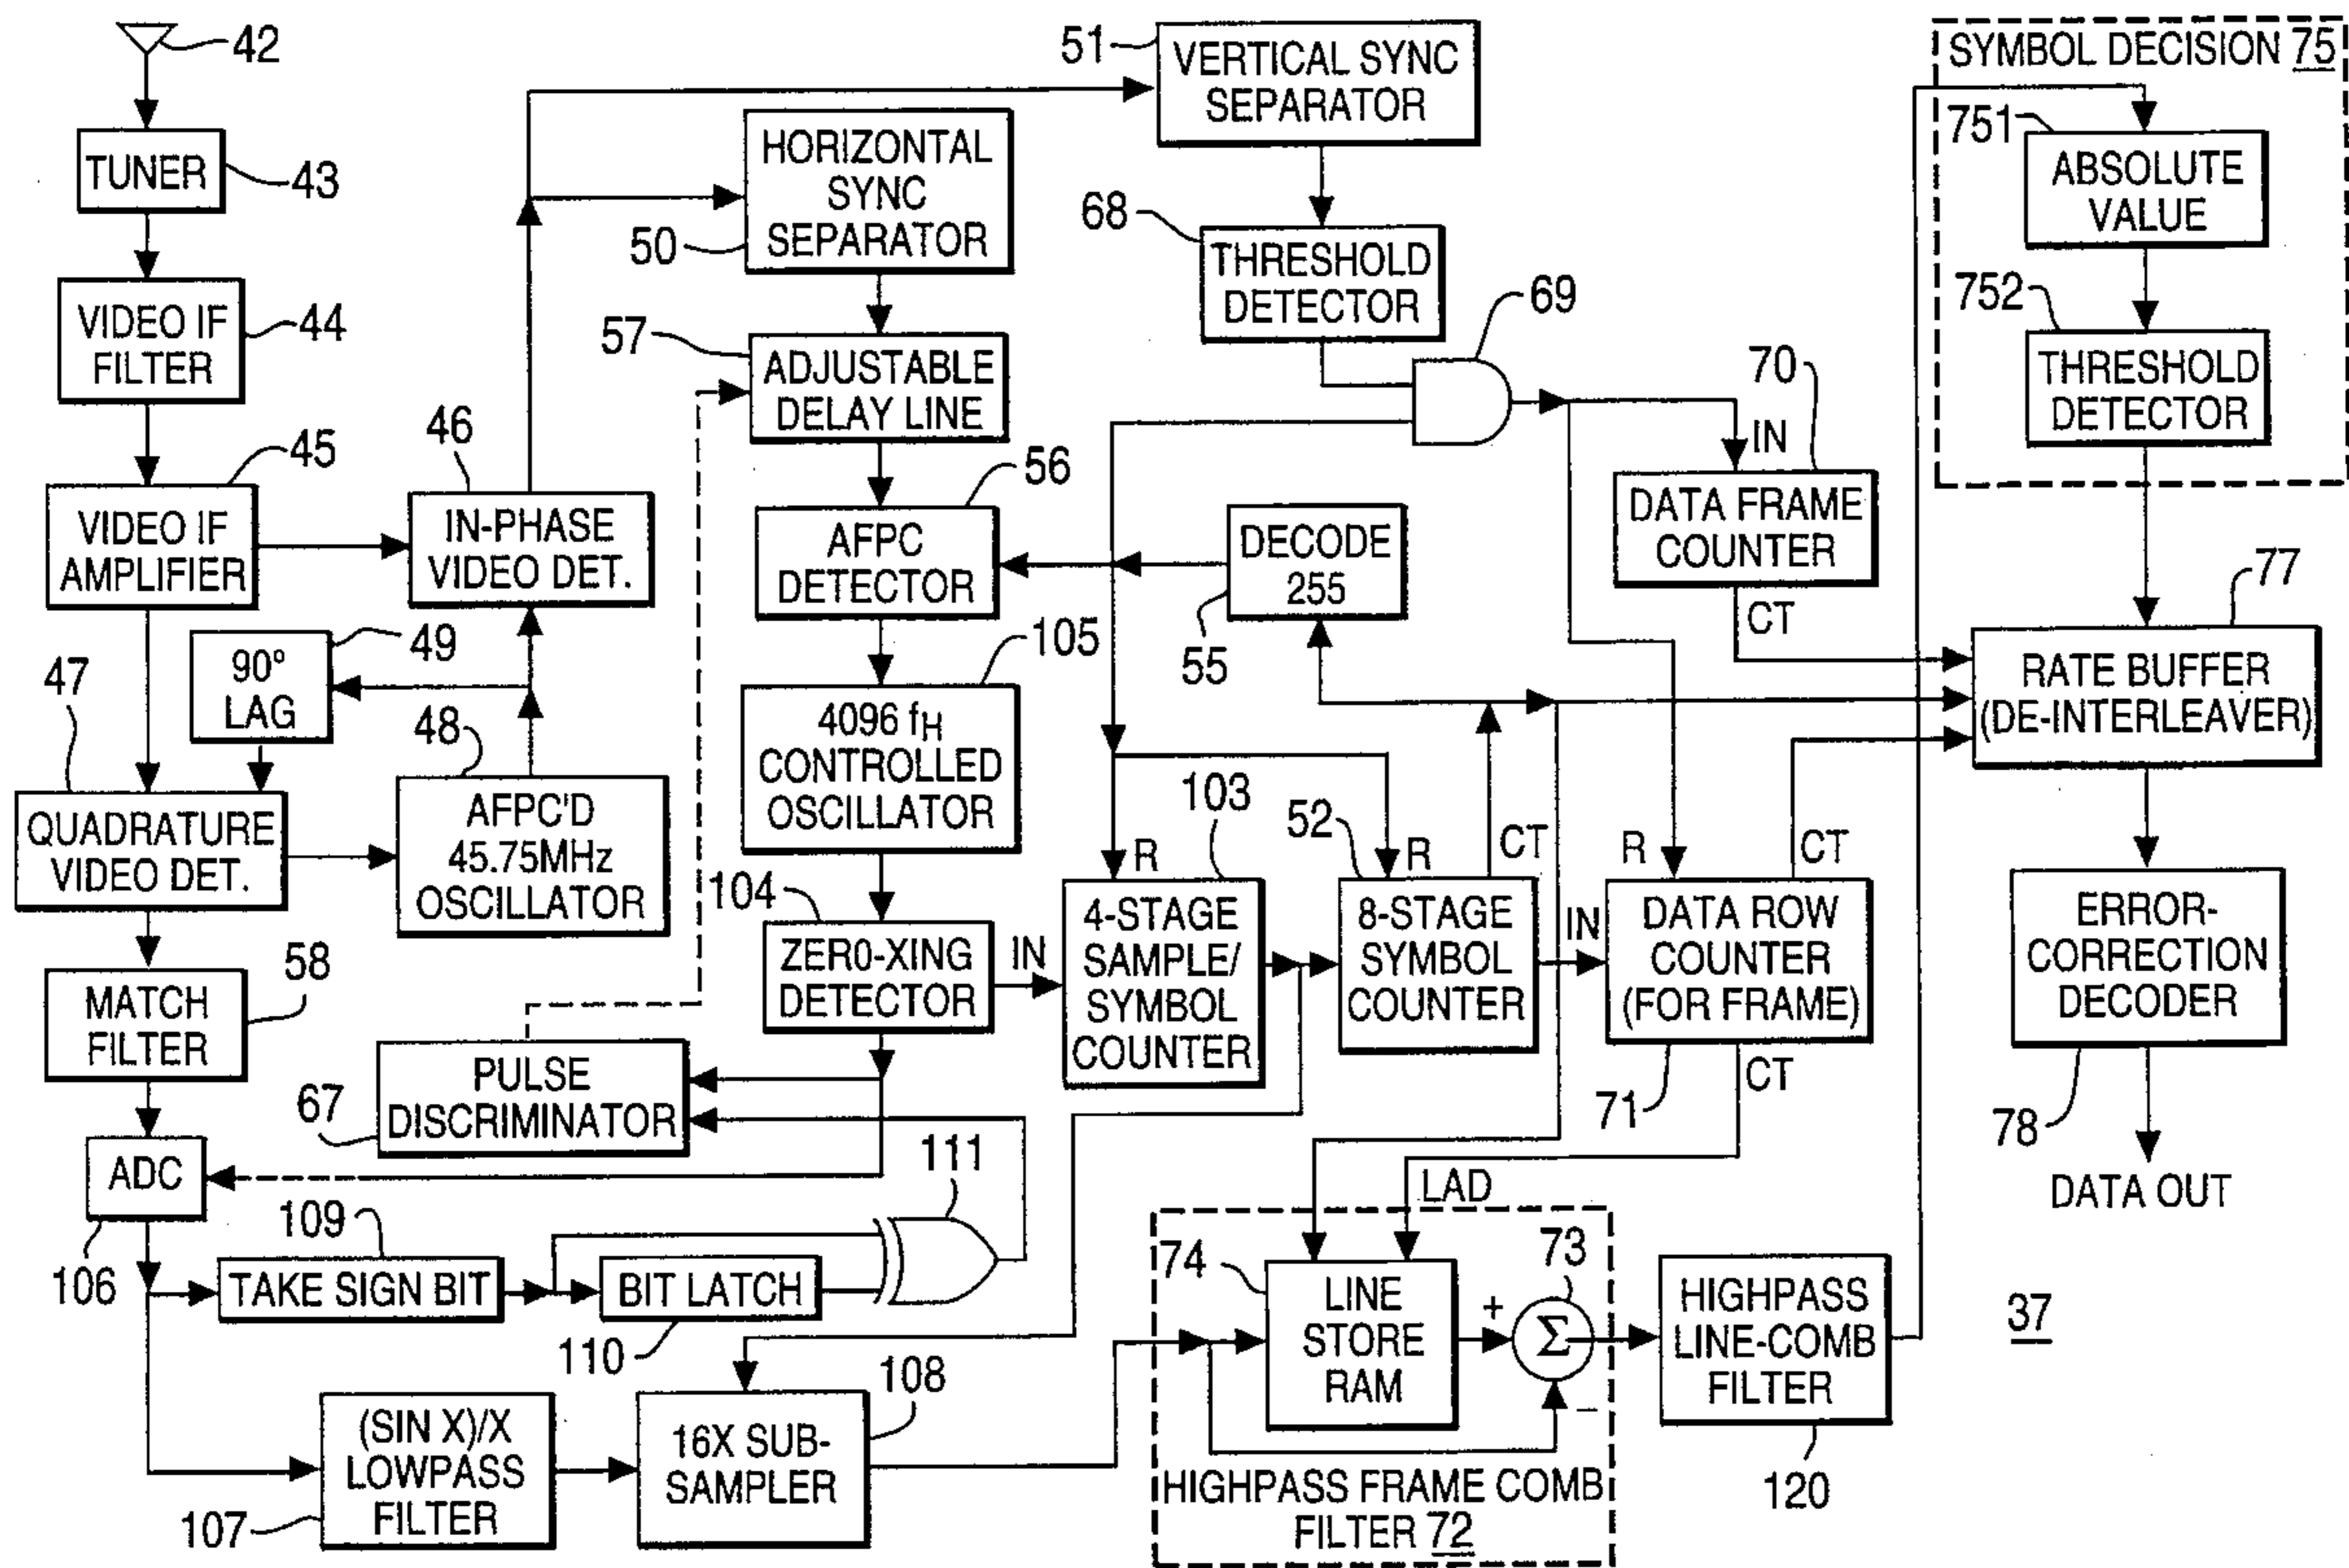 42
TUNER
43
VIDEO IF
FILTER
44
45
VIDEO IF
AMPLIFIER
46
IN-PHASE
VIDEO DET.
49
90º
LAG
47
QUADRATURE
VIDEO DET.
48
AFPC'D
45.75MHz
OSCILLATOR
58
MATCH
FILTER
ADC
106
109
TAKE SIGN BIT
BIT LATCH
110
111
(SIN X)/X
LOWPASS
FILTER
107
16X SUB-
SAMPLER
108
67
PULSE
DISCRIMINATOR
HORIZONTAL
SYNC
SEPARATOR
50
57
ADJUSTABLE
DELAY LINE
56
AFPC
DETECTOR
105
4096 fH
CONTROLLED
OSCILLATOR
104
ZER0-XING
DETECTOR
IN
51
VERTICAL SYNC
SEPARATOR
68
THRESHOLD
DETECTOR
69
DECODE
255
55
103
R
4-STAGE
SAMPLE/
SYMBOL
COUNTER
52
R
CT
8-STAGE
SYMBOL
COUNTER
IN
70
IN
DATA FRAME
COUNTER
CT
R
CT
DATA ROW
COUNTER
(FOR FRAME)
71
CT
LAD
74
LINE
STORE
RAM
73
+
Σ
–
HIGHPASS FRAME COMB
FILTER 72
HIGHPASS
LINE-COMB
FILTER
120
SYMBOL DECISION 75
751
ABSOLUTE
VALUE
752
THRESHOLD
DETECTOR
77
RATE BUFFER
(DE-INTERLEAVER)
ERROR-
CORRECTION
DECODER
78
DATA OUT
37